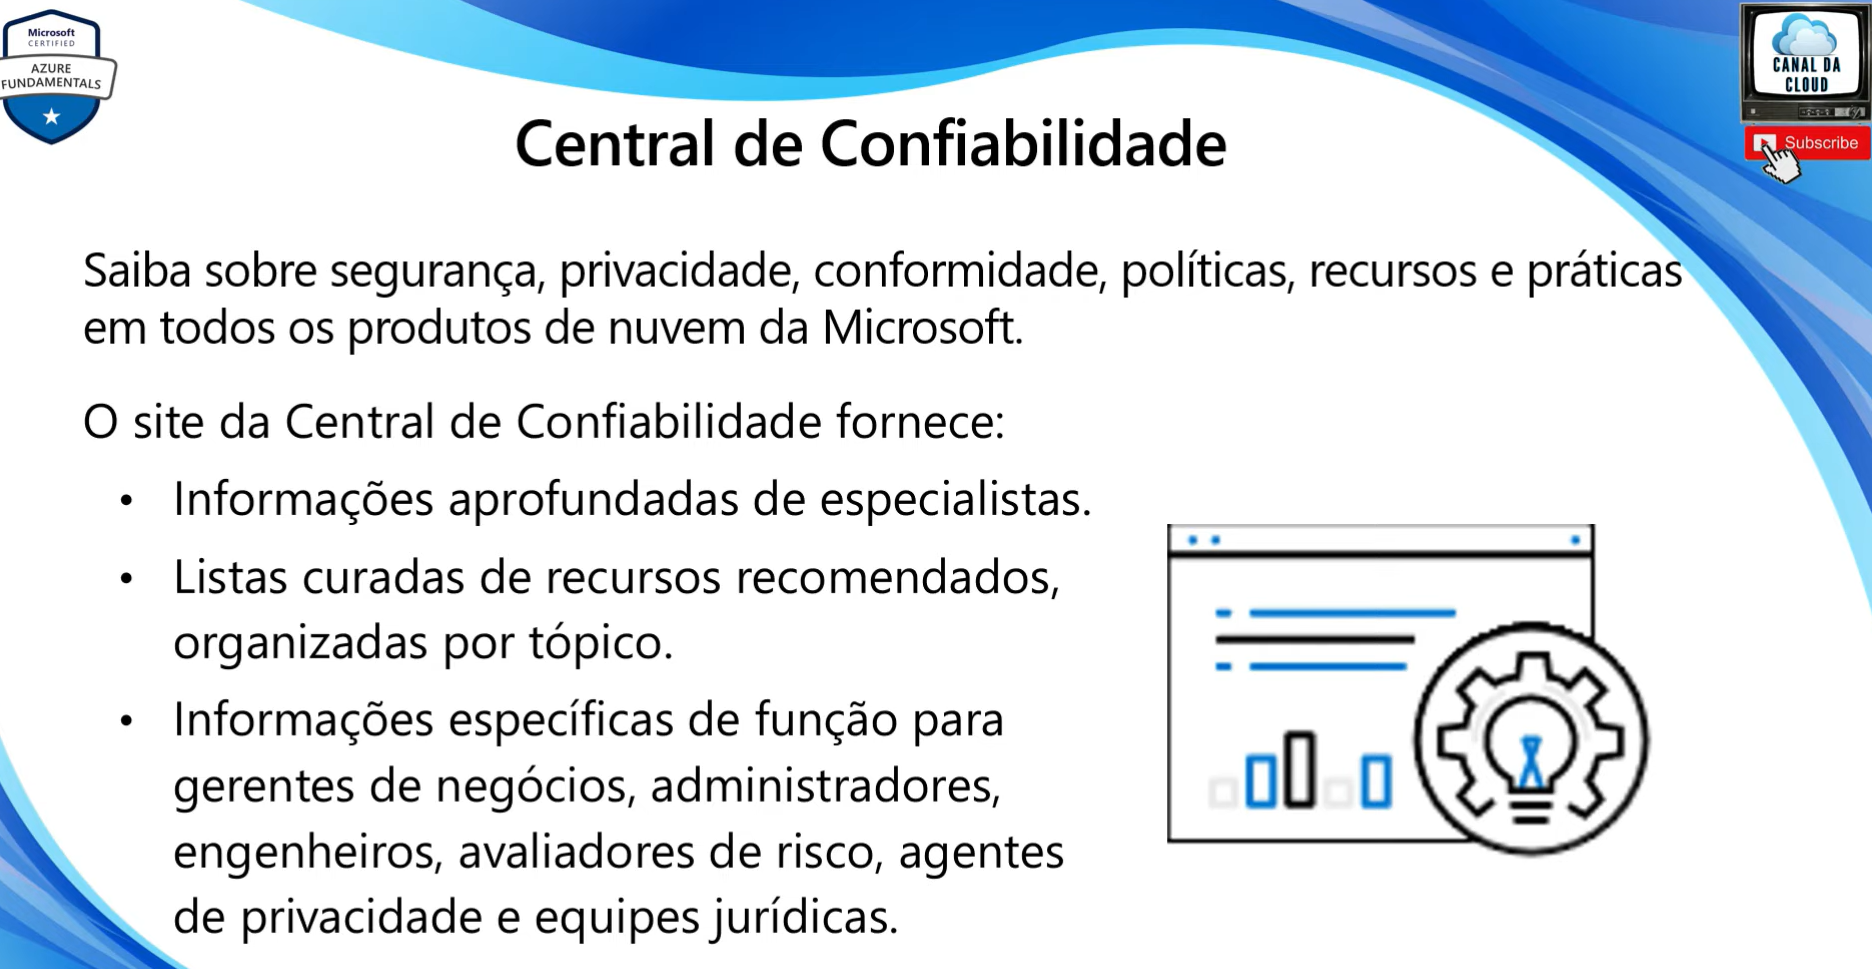 Microsoft
CERTIFIED
AZURE
FUNDAMENTALS
CANAL DA
CLOUD
Subscribe
Central de Confiabilidade
Saiba sobre segurança, privacidade, conformidade, políticas, recursos e práticas
em todos os produtos de nuvem da Microsoft.
O site da Central de Confiabilidade fornece:
• Informações aprofundadas de especialistas.
• Listas curadas de recursos recomendados,
organizadas por tópico.
• Informações específicas de função para
gerentes de negócios, administradores,
engenheiros, avaliadores de risco, agentes
de privacidade e equipes jurídicas.